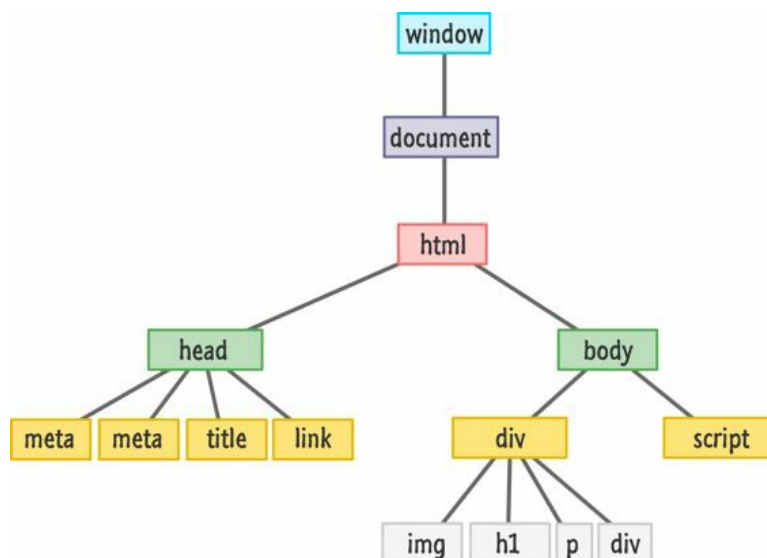 window
document
html
head body
meta meta title link div script
img h1 p div